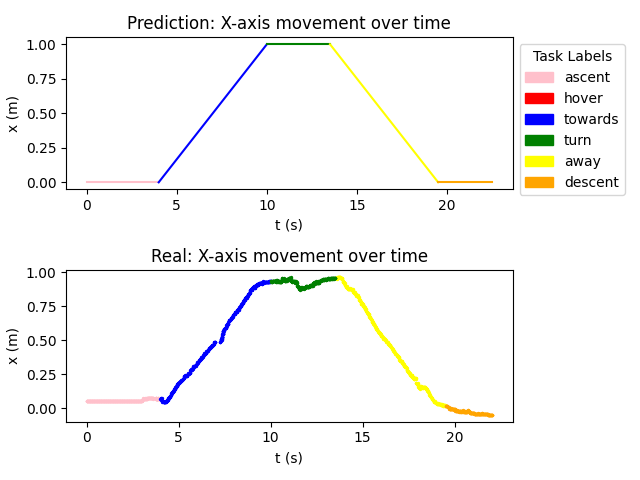 Prediction: X-axis movement over time
1.00
0.75
0.50
0.25
0.00
x (m)
0 5 10 15 20
t (s)
Task Labels
ascent
hover
towards
turn
away
descent
Real: X-axis movement over time
1.00
0.75
0.50
0.25
0.00
x (m)
0 5 10 15 20
t (s)